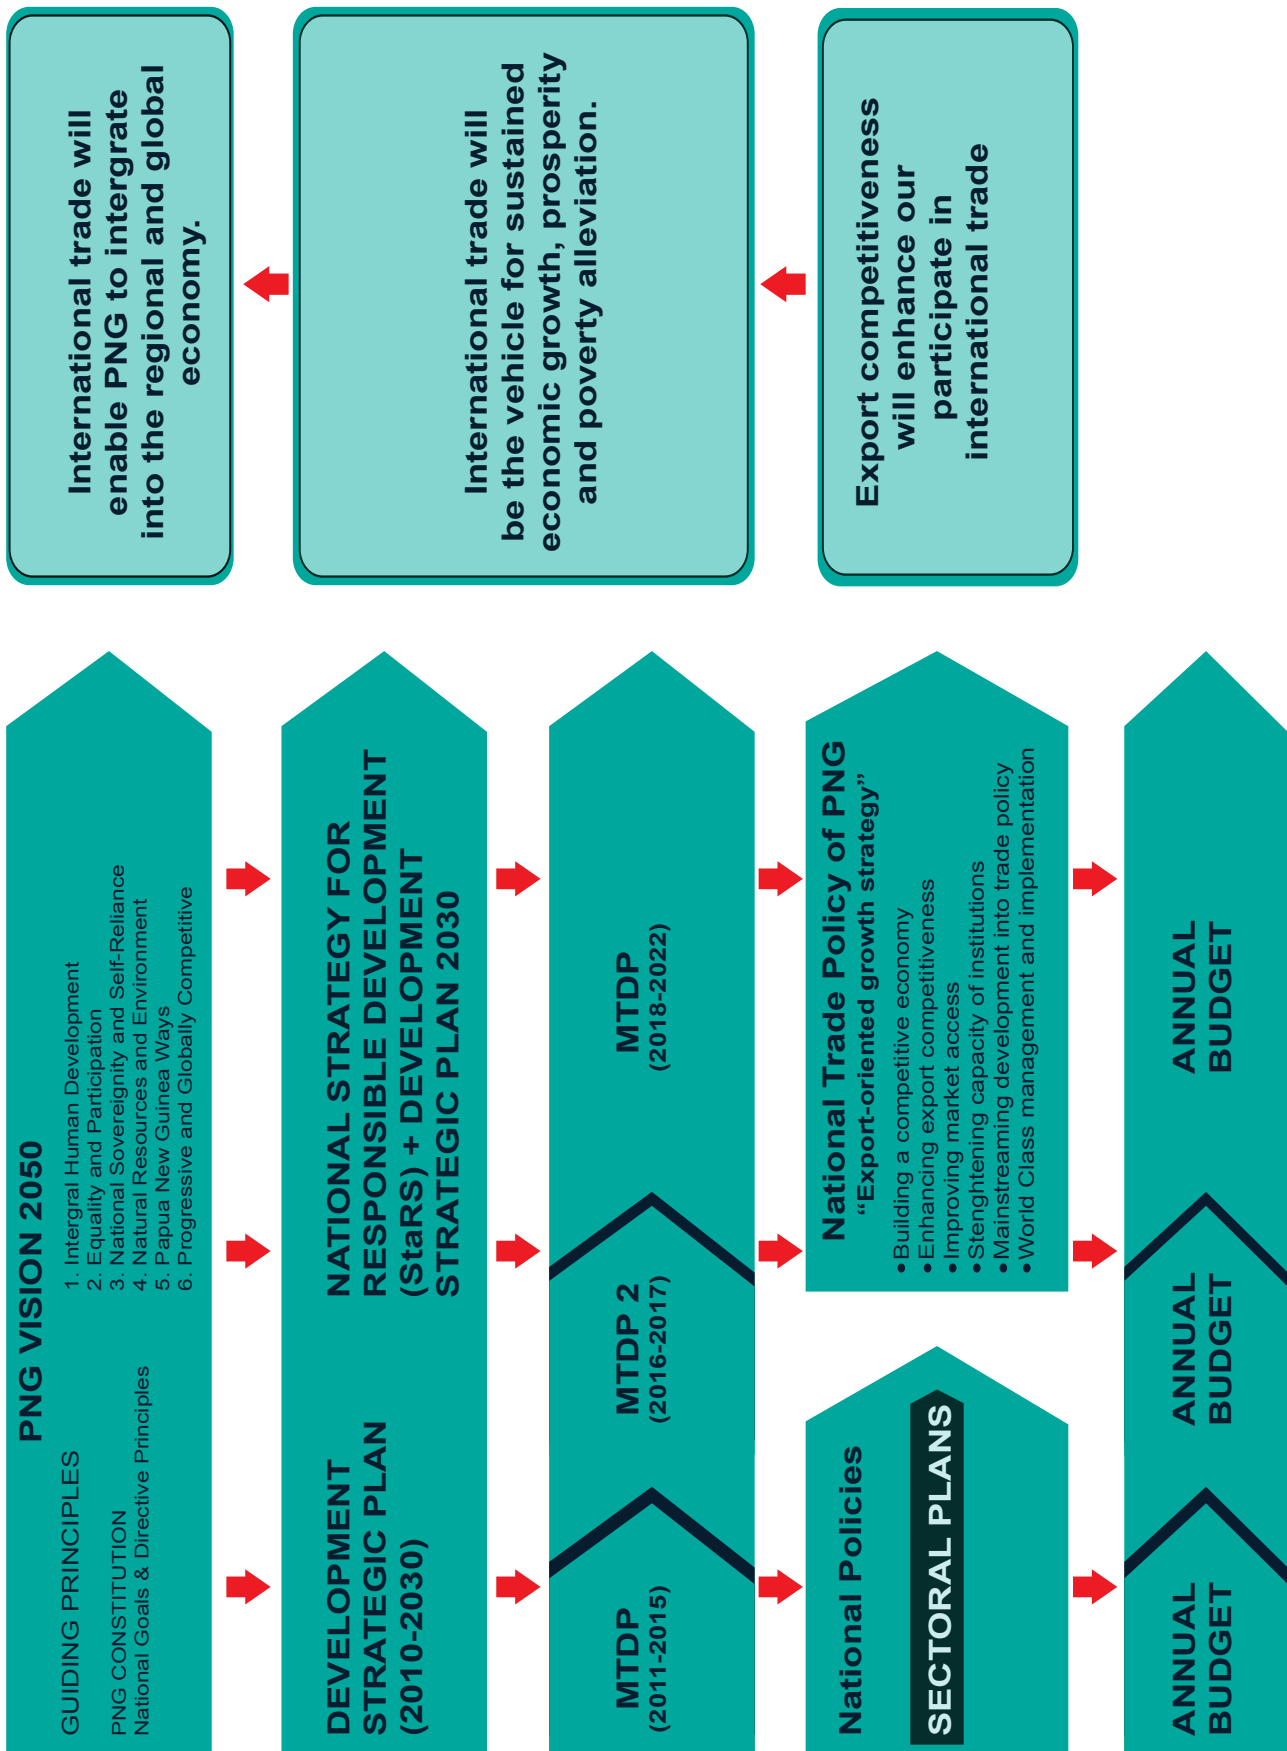 PNG VISION 2050
GUIDING PRINCIPLES
PNG CONSTITUTION
National Goals & Directive Principles
1. Intergral Human Development
2. Equality and Participation
3. National Sovereignity and Self-Reliance
4. Natural Resources and Environment
5. Papua New Guinea Ways
6. Progressive and Globally Competitive
International trade will
enable PNG to intergrate
into the regional and global
economy.
DEVELOPMENT
STRATEGIC PLAN
(2010-2030)
NATIONAL STRATEGY FOR
RESPONSIBLE DEVELOPMENT
(StaRS) + DEVELOPMENT
STRATEGIC PLAN 2030
International trade will
be the vehicle for sustained
economic growth, prosperity
and poverty alleviation.
MTDP
(2011-2015)
MTDP 2
(2016-2017)
MTDP
(2018-2022)
National Policies
SECTORAL PLANS
National Trade Policy of PNG
“Export-oriented growth strategy”
• Building a competitive economy
• Enhancing export competitiveness
• Improving market access
• Stenghtening capacity of institutions
• Mainstreaming development into trade policy
• World Class management and implementation
Export competitiveness
will enhance our
participate in
international trade
ANNUAL
BUDGET
ANNUAL
BUDGET
ANNUAL
BUDGET